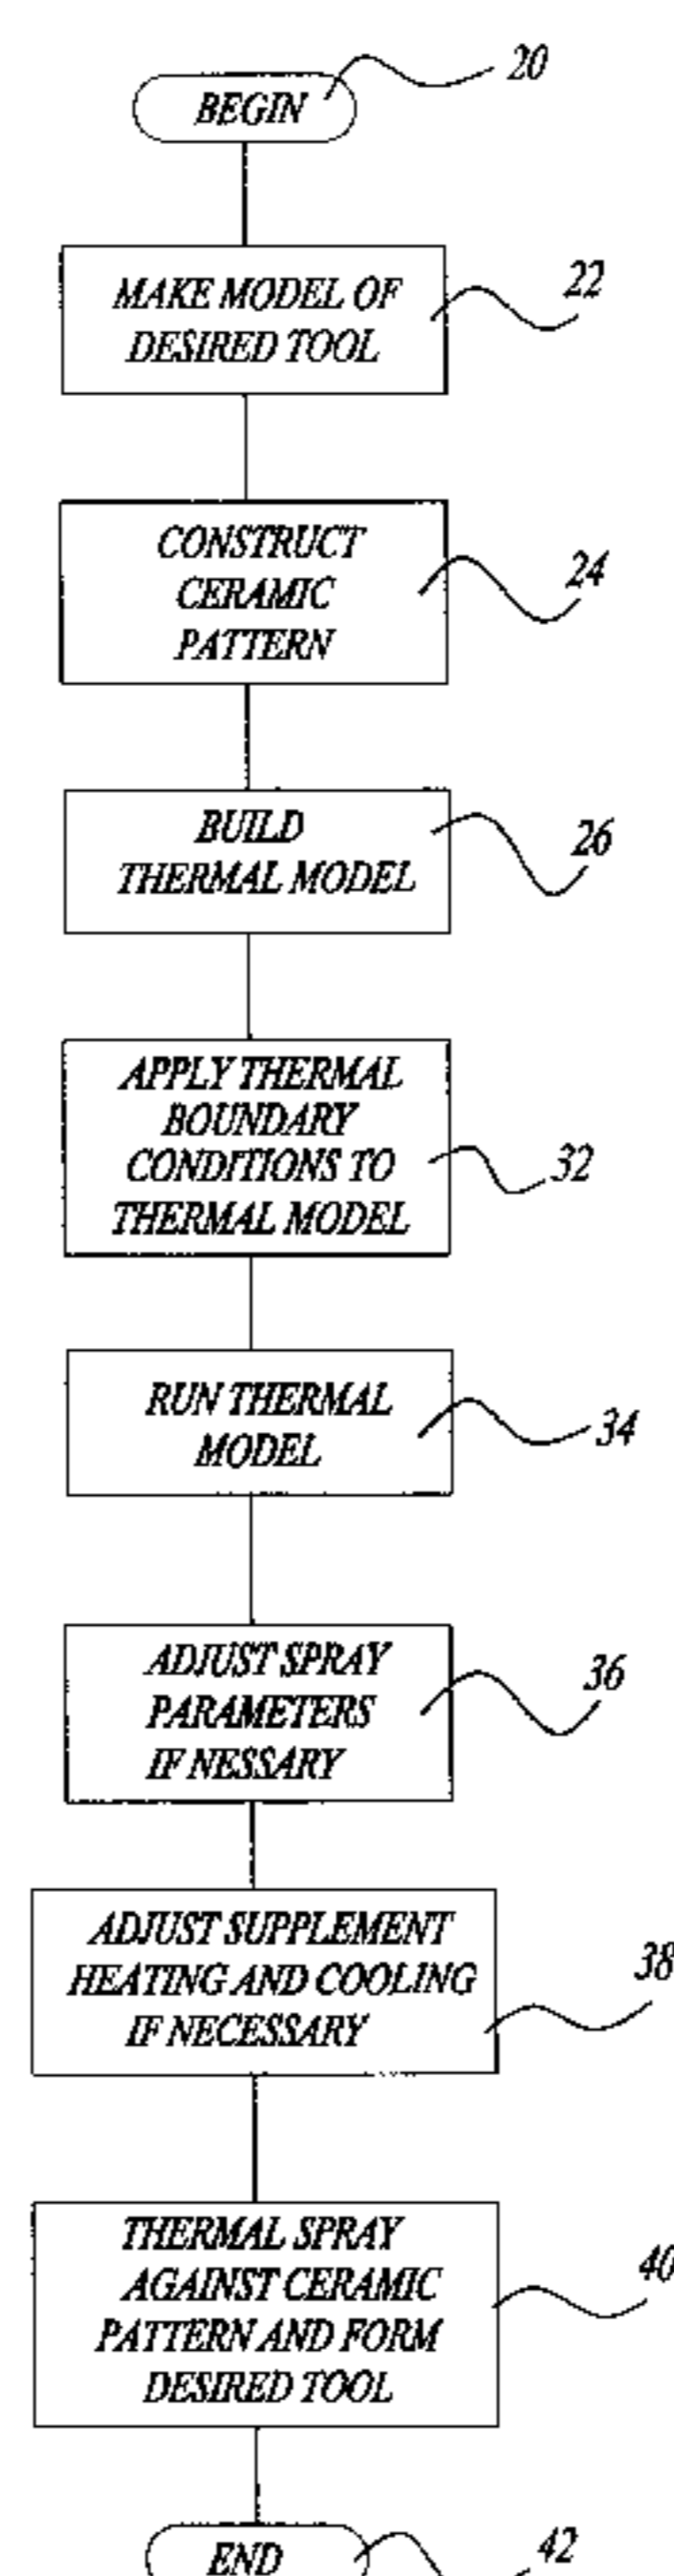 BEGIN
20
MAKE MODEL OF
DESIRED TOOL
22
CONSTRUCT
CERAMIC
PATTERN
24
BUILD
THERMAL MODEL
26
APPLY THERMAL
BOUNDARY
CONDITIONS TO
THERMAL MODEL
32
RUN THERMAL
MODEL
34
ADJUST SPRAY
PARAMETERS
IF NESSARY
36
ADJUST SUPPLEMENT
HEATING AND COOLING
IF NECESSARY
38
THERMAL SPRAY
AGAINST CERAMIC
PATTERN AND FORM
DESIRED TOOL
40
END
42